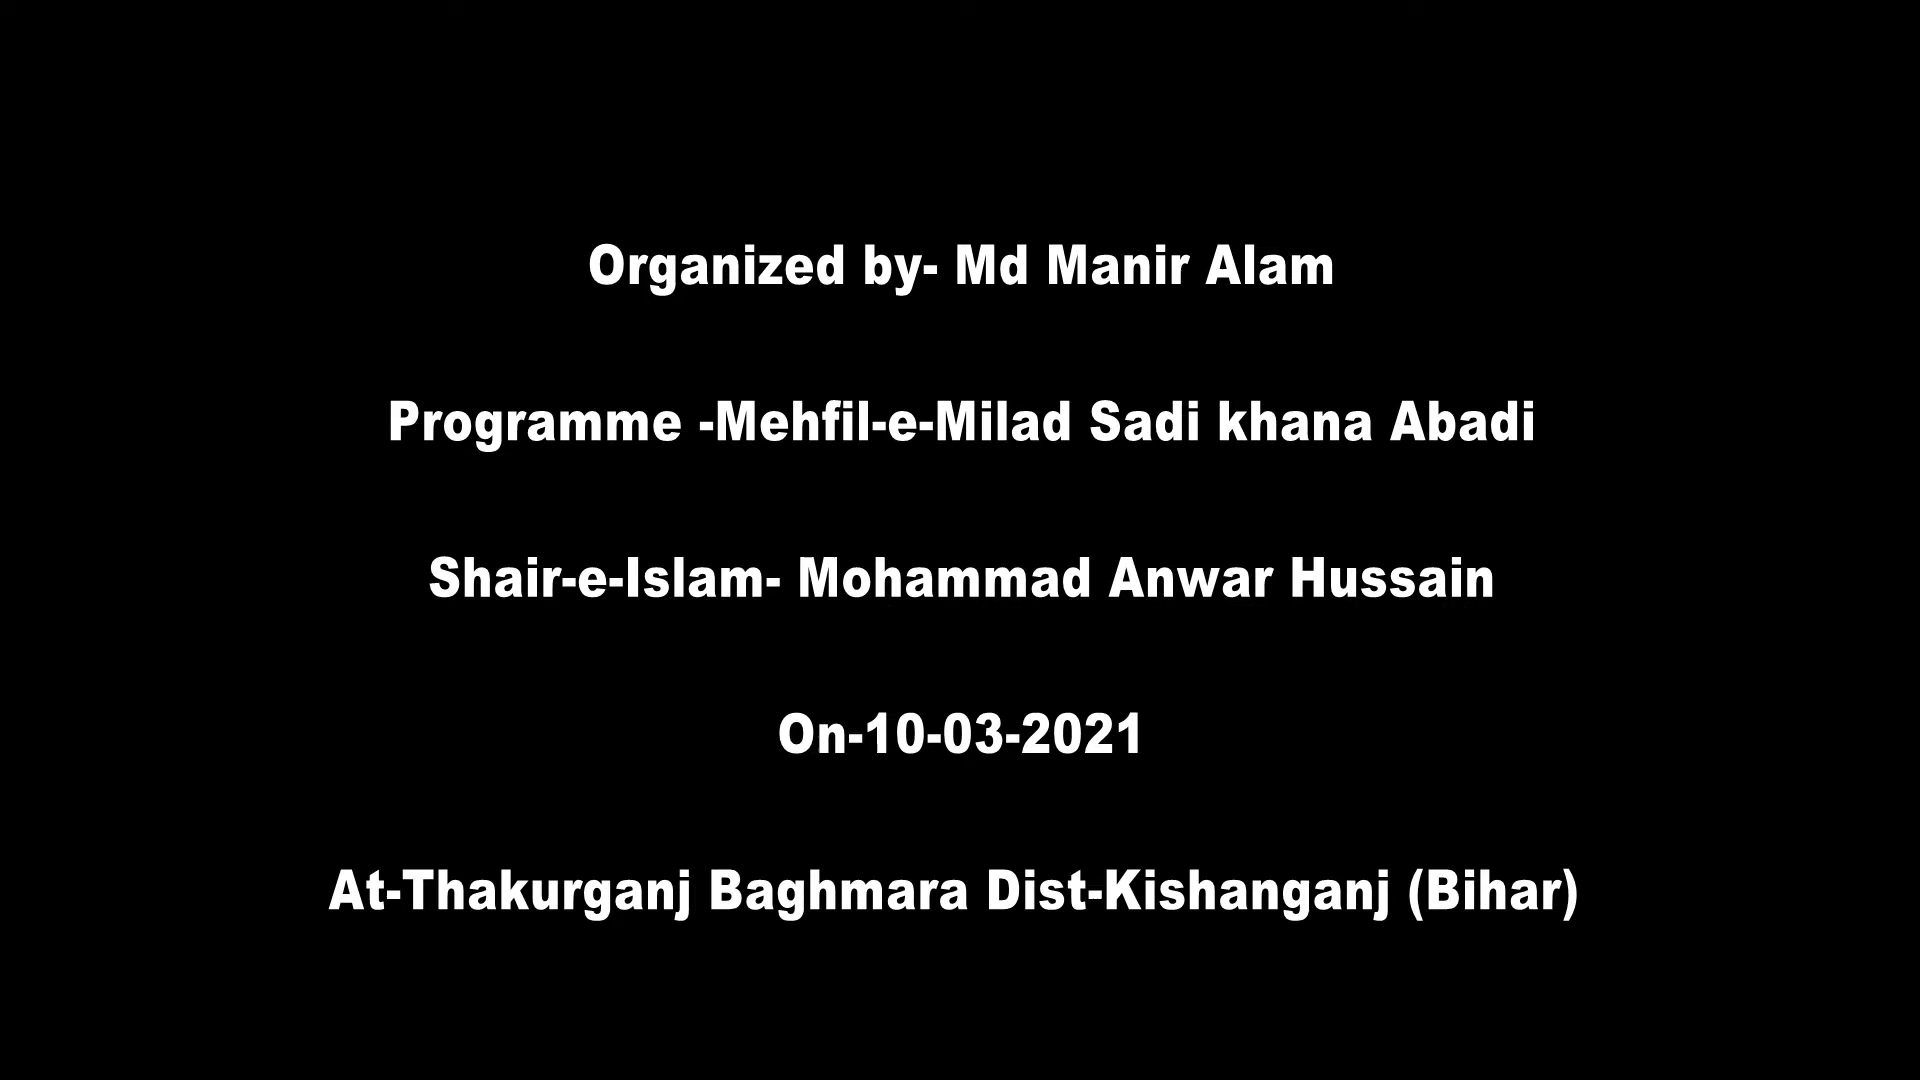 Organized by- Md Manir Alam
Programme -Mehfil-e-Milad Sadi khana Abadi
Shair-e-Islam- Mohammad Anwar Hussain
On-10-03-2021
At-Thakurganj Baghmara Dist-Kishanganj (Bihar)